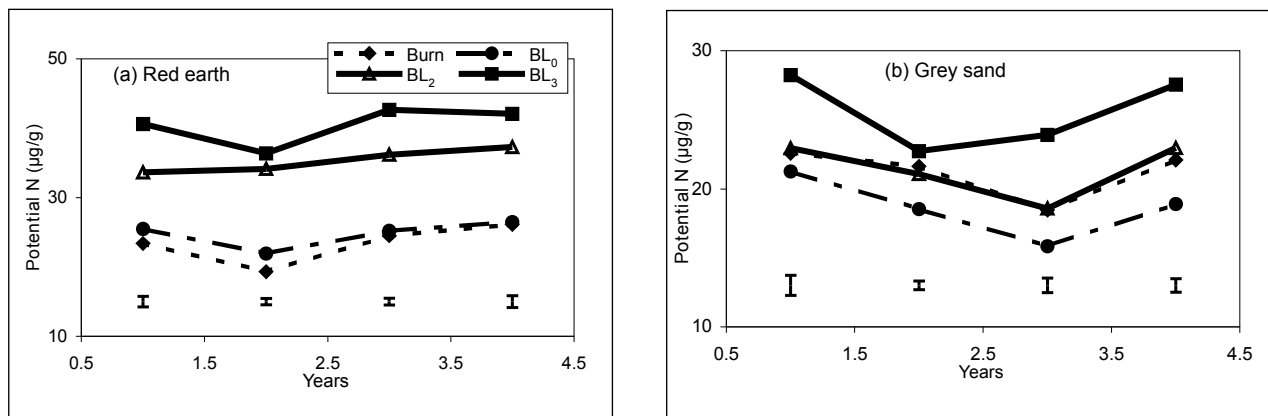 50
30
10
Potential N (µg/g)
(a) Red earth
Burn
BL₀
BL₂
BL₃
0.5 1.5 2.5 3.5 4.5
Years
30
20
10
Potential N (µg/g)
(b) Grey sand
0.5 1.5 2.5 3.5 4.5
Years